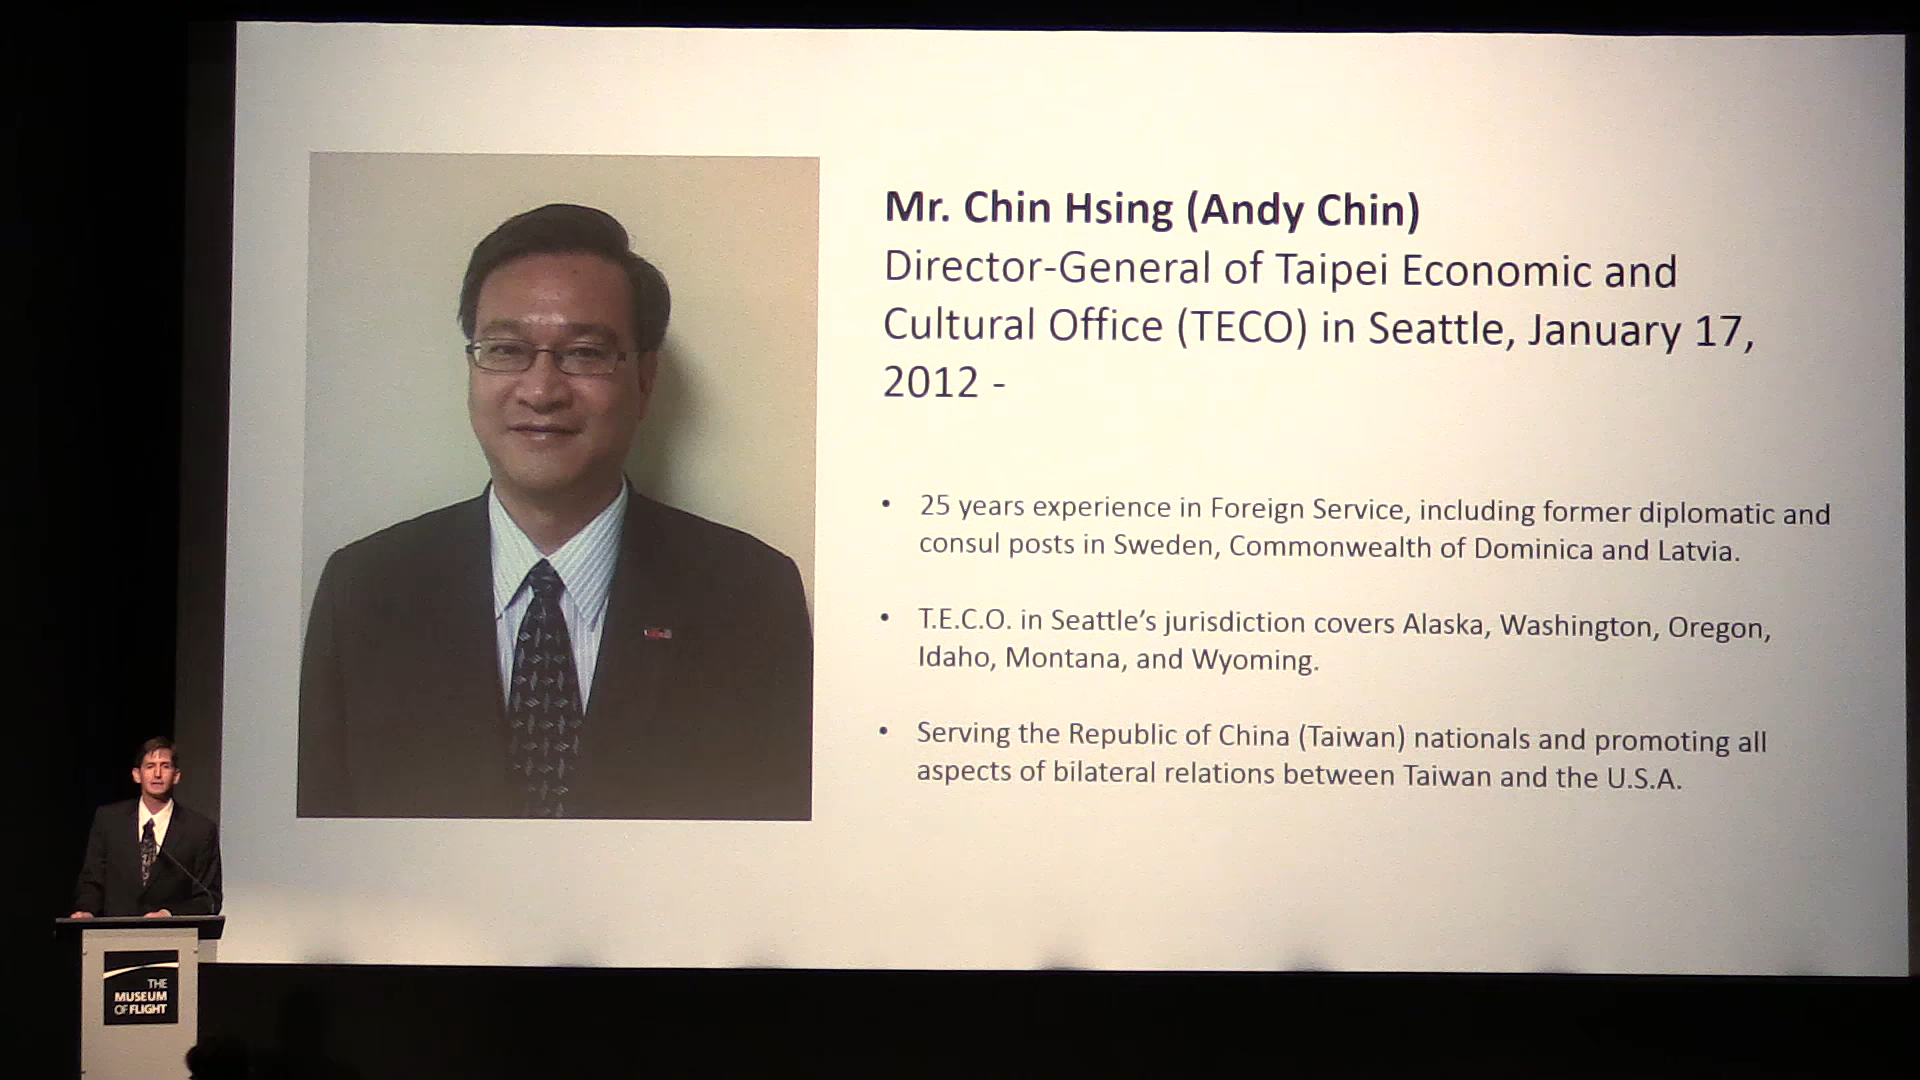 Mr. Chin Hsing (Andy Chin)
Director-General of Taipei Economic and
Cultural Office (TECO) in Seattle, January 17,
2012 -
• 25 years experience in Foreign Service, including former diplomatic and
consul posts in Sweden, Commonwealth of Dominica and Latvia.
• T.E.C.O. in Seattle’s jurisdiction covers Alaska, Washington, Oregon,
Idaho, Montana, and Wyoming.
• Serving the Republic of China (Taiwan) nationals and promoting all
aspects of bilateral relations between Taiwan and the U.S.A.
THE
MUSEUM
OF FLIGHT